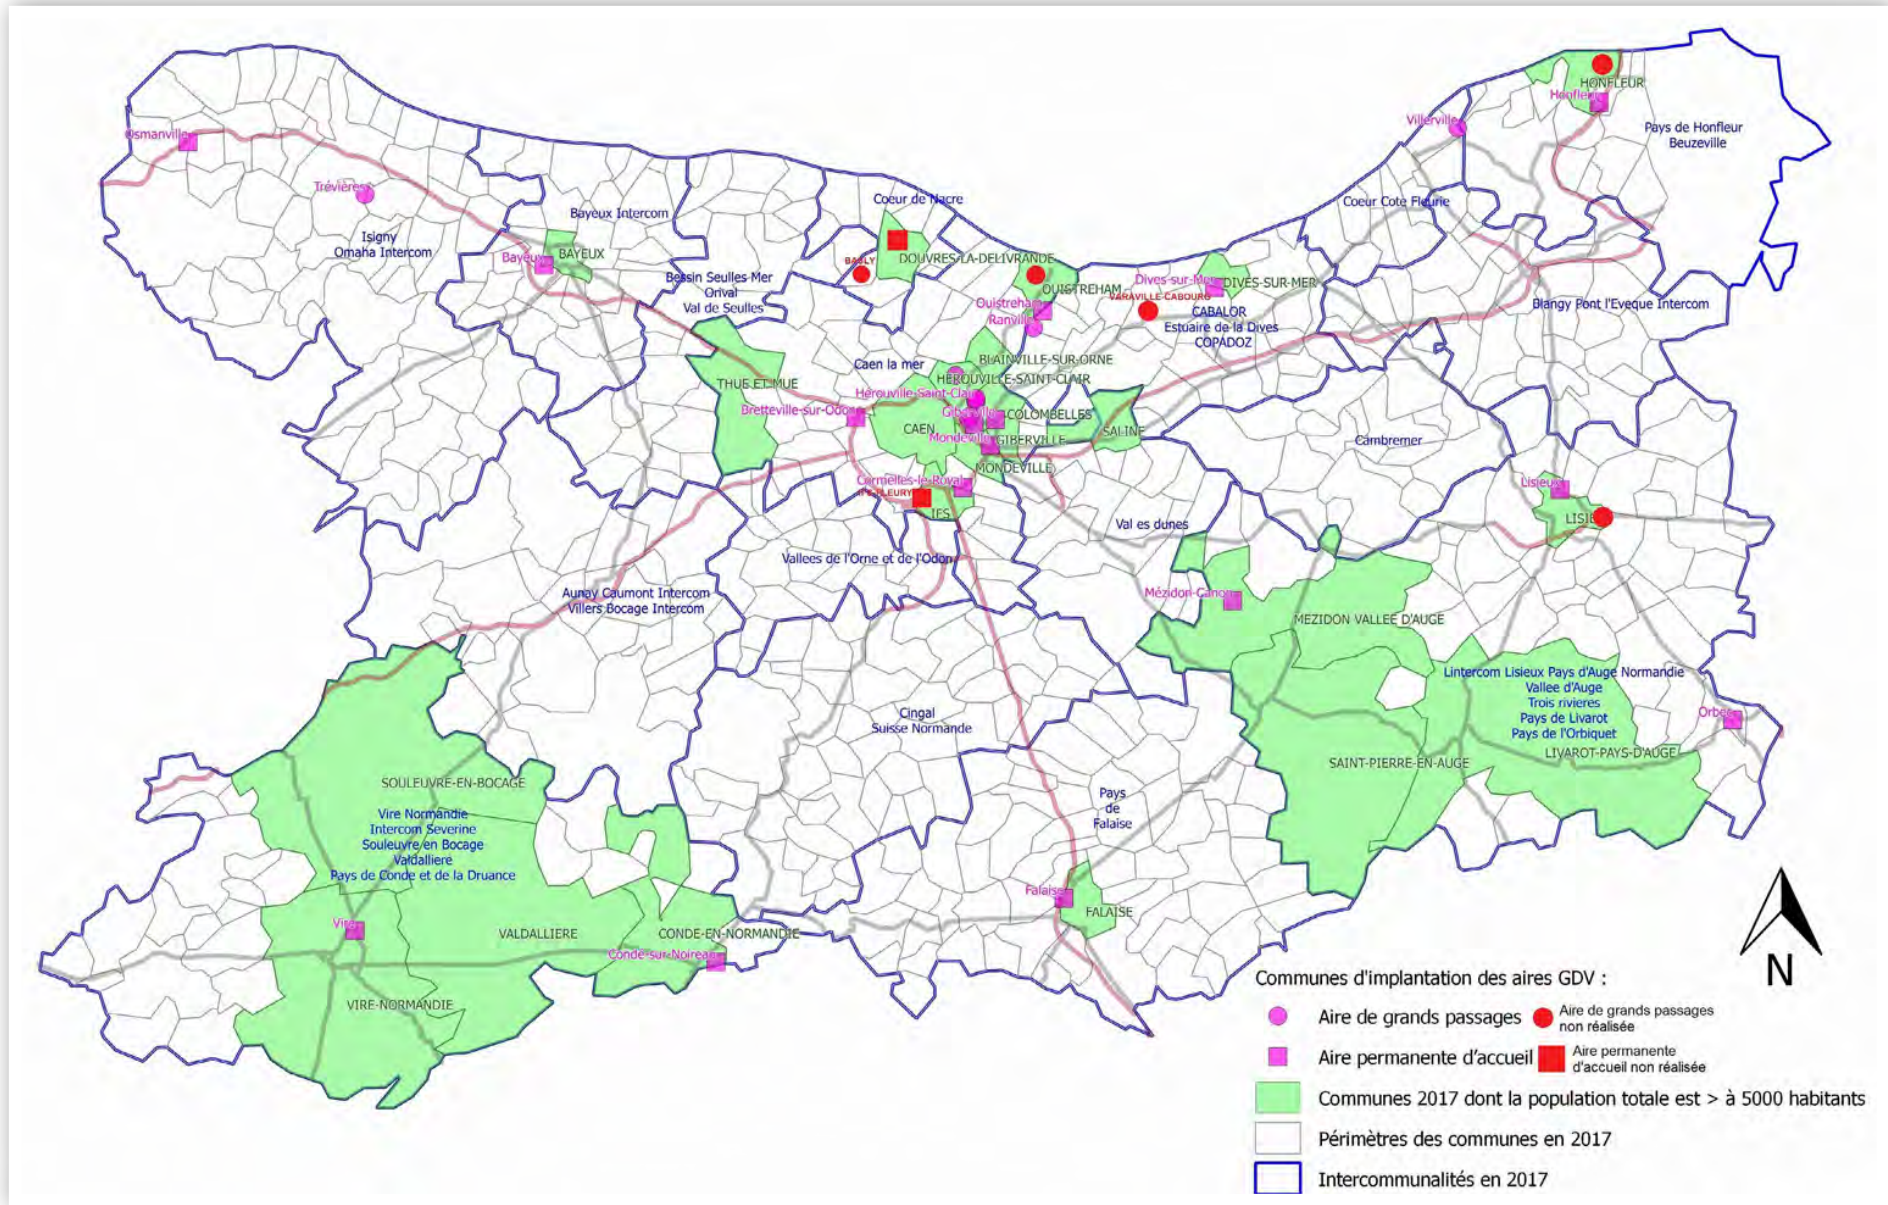 HONFLEUR
Honfleur
Villerville
Pays de Honfleur
Beuzeville
Osmanville
Trévières
Isigny
Omaha Intercom
Bayeux Intercom
Coeur de Nacre
Coeur Cote Fleurie
BAYEUX
Bayeux
BASLY
DOUVRES-LA-DELIVRANDE
Bessin Seulles Mer
Orival
Val de Seulles
OUISTREHAM
Ouistreham
Ranville
Dives-sur-Mer
DIVES-SUR-MER
VARAVILLE-CABOURG
CABALOR
Estuaire de la Dives
COPADOZ
Blangy Pont l'Eveque Intercom
Caen la mer
BLAINVILLE-SUR-ORNE
HEROUVILLE-SAINT-CLAIR
Hérouville-Saint-Clair
THUE ET MUE
Bretteville-sur-Odon
Giberville
COLOMBELLES
CAEN
Mondeville
GIBERVILLE
SALINE
Cambremer
MONDEVILLE
Cormelles-le-Royal
IFS-FLEURY
IFS
Lisieux
Val es dunes
Vallees de l'Orne et de l'Odon
Aunay Caumont Intercom
Villers Bocage Intercom
Mézidon-Canon
MEZIDON VALLEE D'AUGE
Lintercom Lisieux Pays d'Auge Normandie
Vallee d'Auge
Trois rivieres
Pays de Livarot
Pays de l'Orbiquet
Orbec
LIVAROT-PAYS-D'AUGE
SAINT-PIERRE-EN-AUGE
Cingal
Suisse Normande
SOULEUVRE-EN-BOCAGE
Vire Normandie
Intercom Severine
Souleuvre en Bocage
Valdalliere
Pays de Conde et de la Druance
Pays
de
Falaise
Falaise
FALAISE
Vire
VALDALLIERE
CONDE-EN-NORMANDIE
Conde-sur-Noireau
VIRE-NORMANDIE
N
Communes d'implantation des aires GDV :
Aire de grands passages
Aire de grands passages
non réalisée
Aire permanente d'accueil
Aire permanente
d'accueil non réalisée
Communes 2017 dont la population totale est > à 5000 habitants
Périmètres des communes en 2017
Intercommunalités en 2017